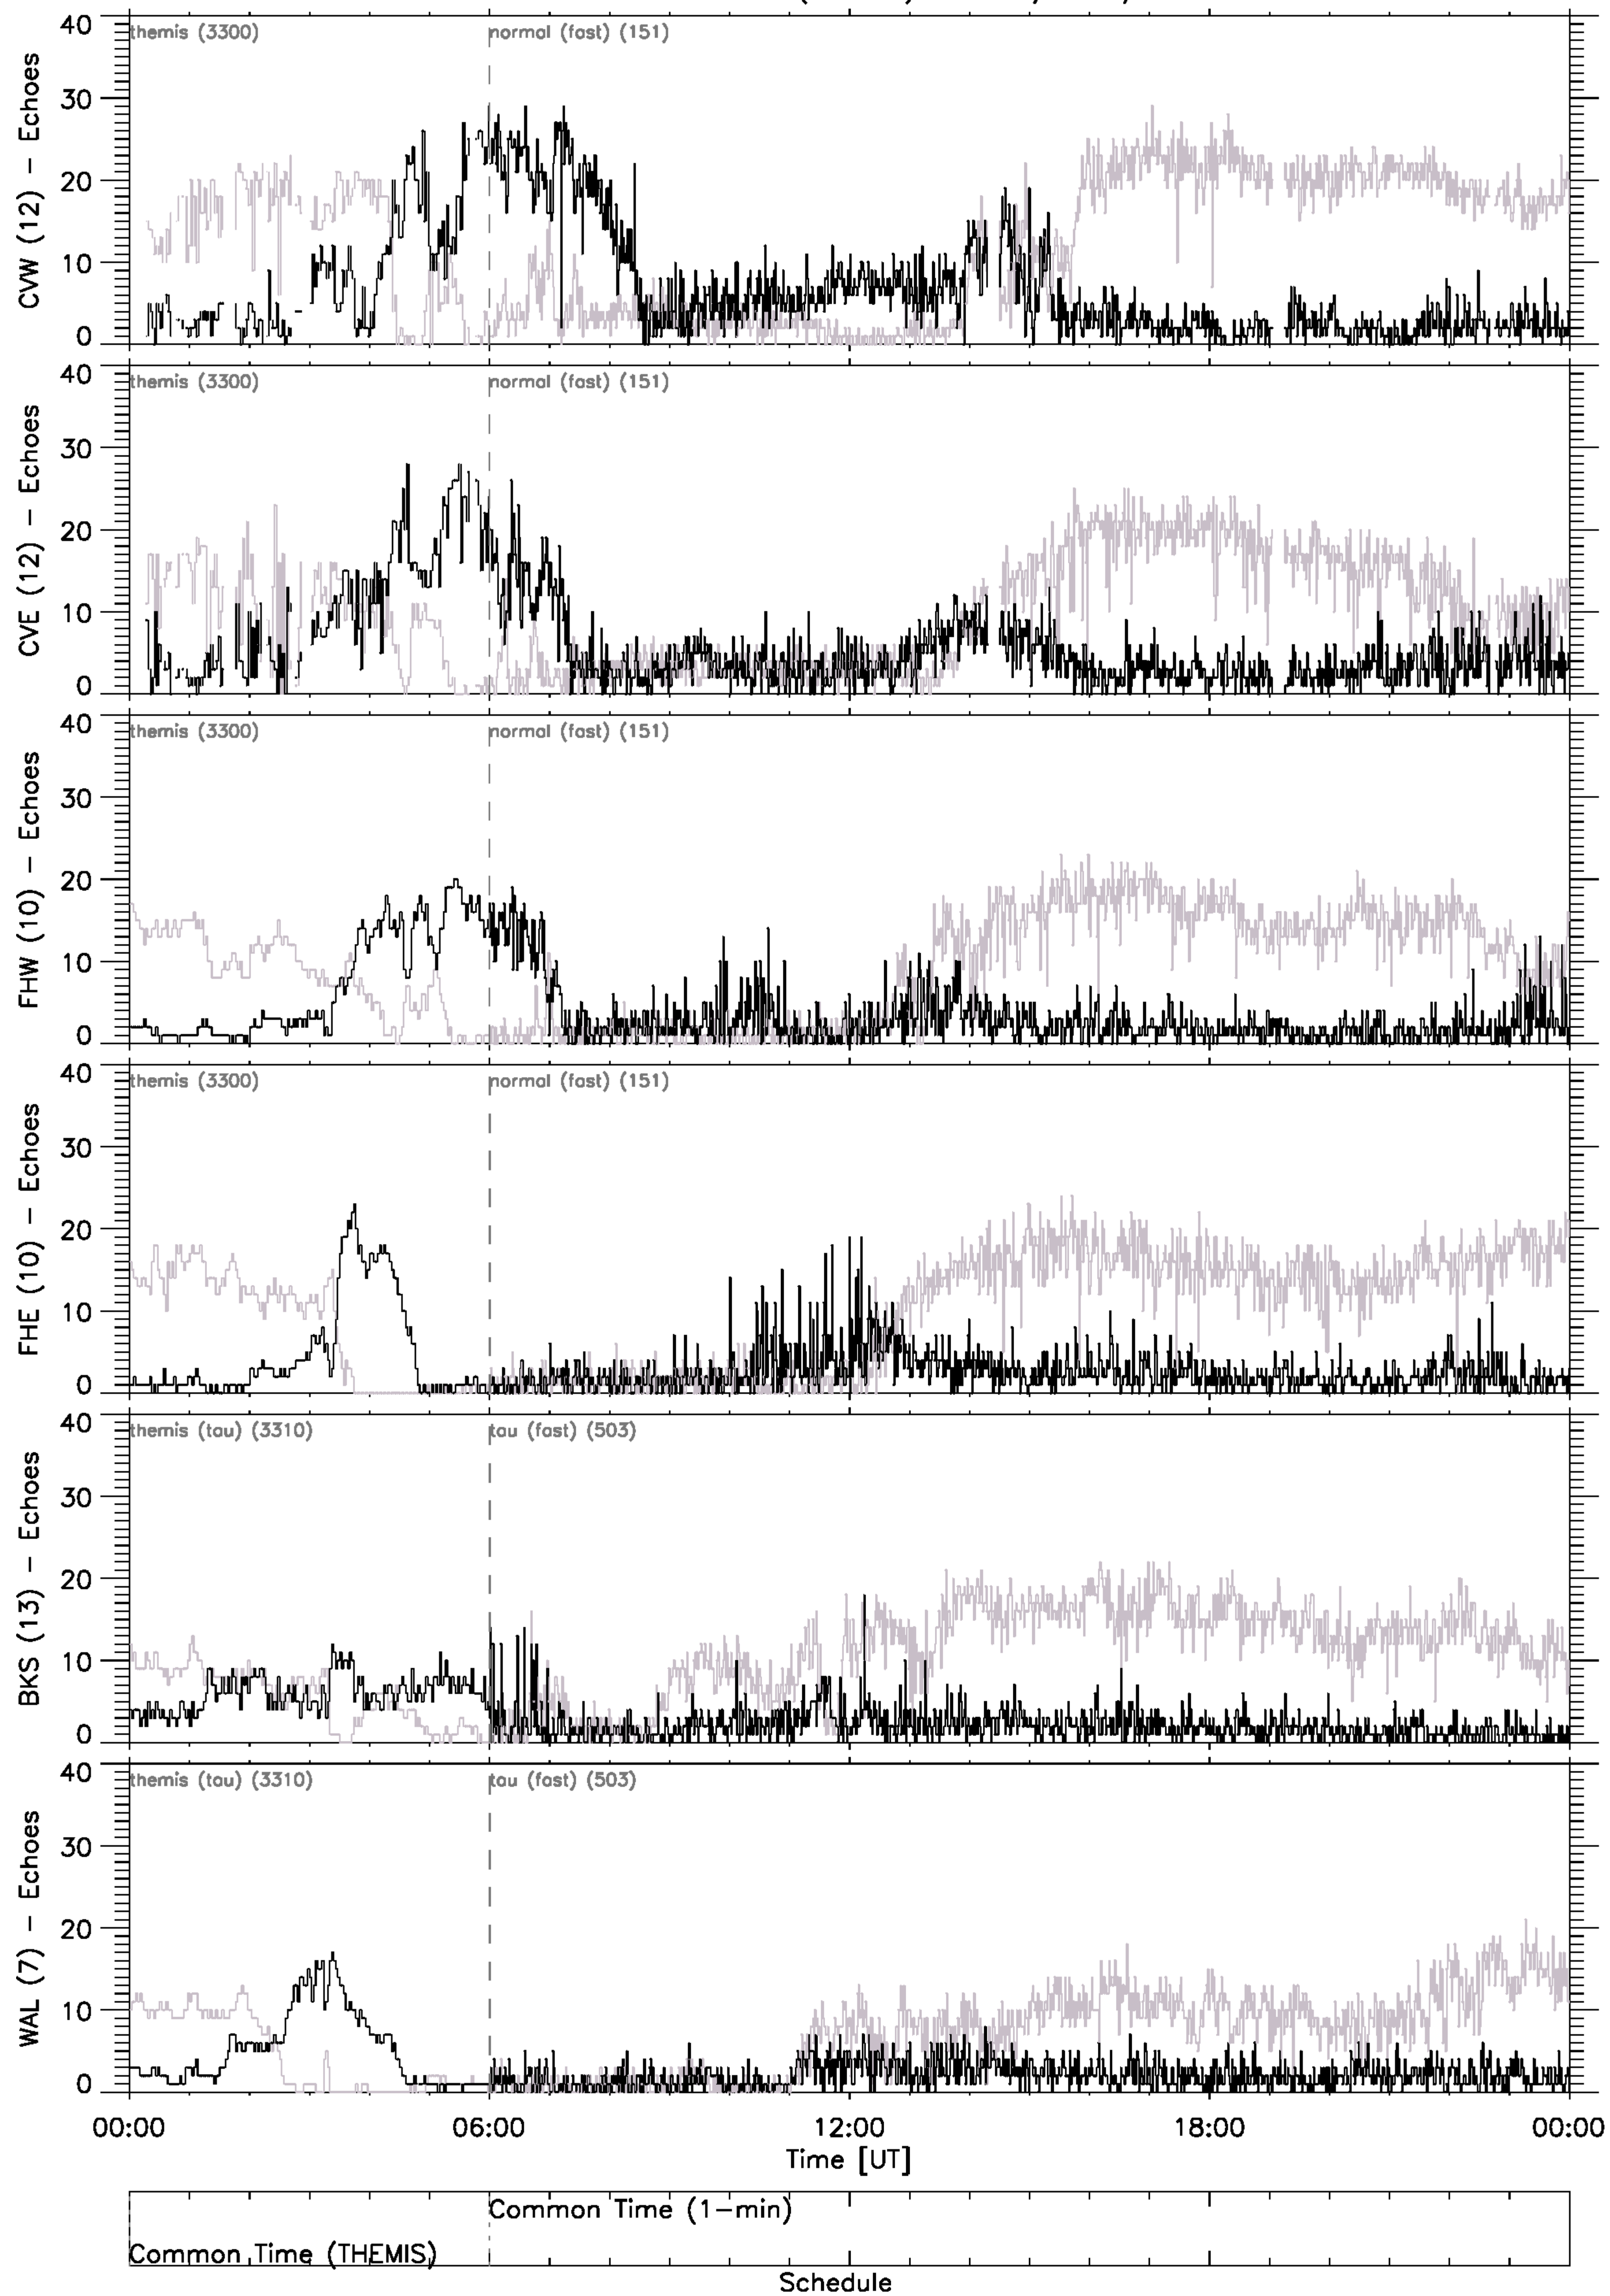 themis (3300) normal (fast) (151)
40
30
20
10
0
CVW (12) – Echoes
themis (3300) normal (fast) (151)
40
30
20
10
0
CVE (12) – Echoes
themis (3300) normal (fast) (151)
40
30
20
10
0
FHW (10) – Echoes
themis (3300) normal (fast) (151)
40
30
20
10
0
FHE (10) – Echoes
themis (tau) (3310) tau (fast) (503)
40
30
20
10
0
BKS (13) – Echoes
themis (tau) (3310) tau (fast) (503)
40
30
20
10
0
WAL (7) – Echoes
00:00 06:00 12:00 18:00 00:00
Time [UT]
Common Time (1–min)
Common Time (THEMIS)
Schedule